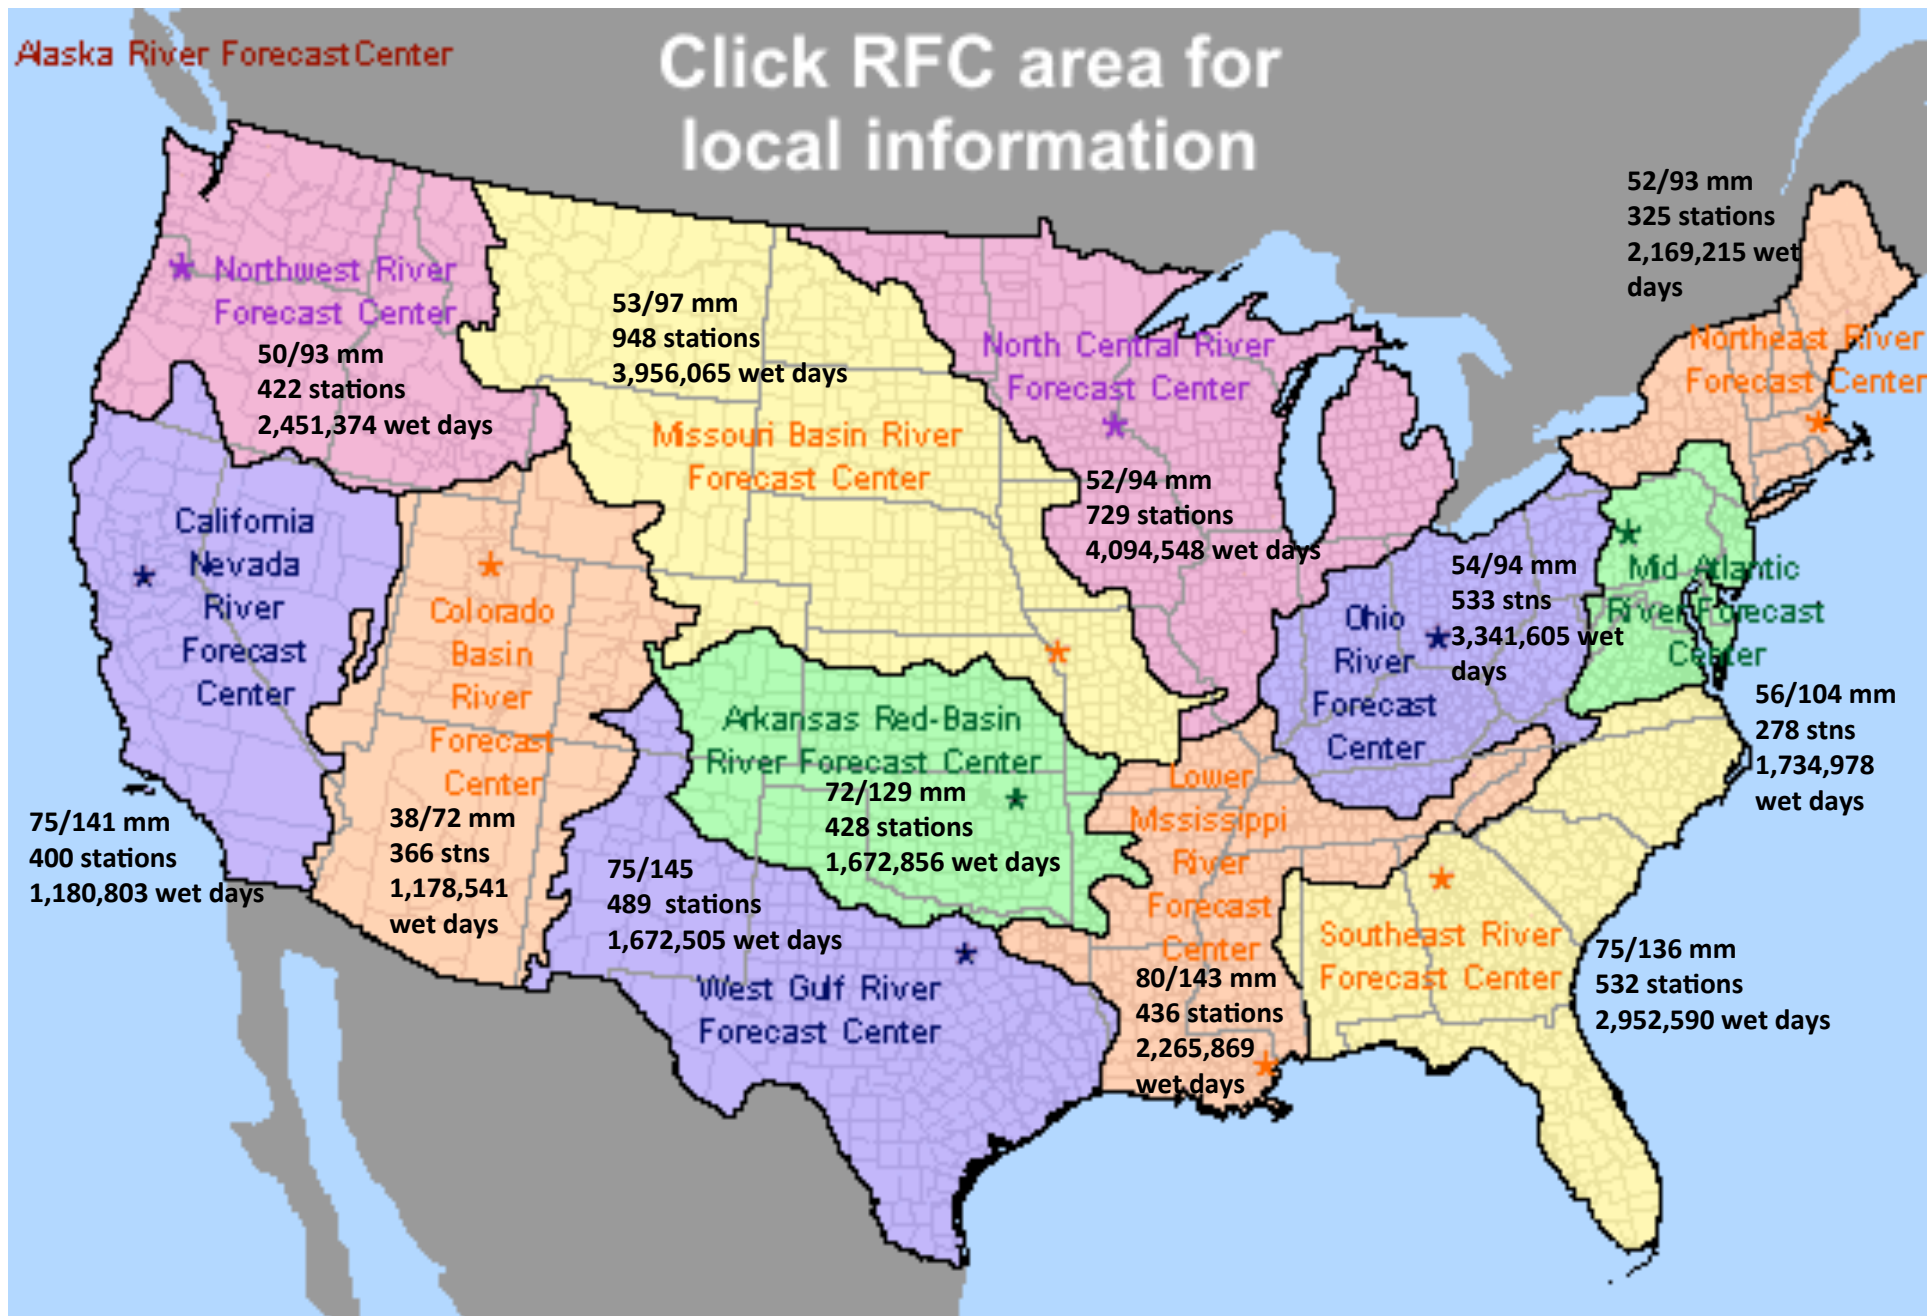 Alaska River Forecast Center
Click RFC area for
local information
52/93 mm
325 stations
2,169,215 wet
days
Northwest River
Forecast Center
50/93 mm
422 stations
2,451,374 wet days
53/97 mm
948 stations
3,956,065 wet days
Missouri Basin River
Forecast Center
North Central River
Forecast Center
52/94 mm
729 stations
4,094,548 wet days
Northeast River
Forecast Center
California
Nevada
River
Forecast
Center
75/141 mm
400 stations
1,180,803 wet days
Colorado
Basin
River
Forecast
Center
38/72 mm
366 stns
1,178,541
wet days
Ohio
River
Forecast
Center
54/94 mm
533 stns
3,341,605 wet
days
Mid Atlantic
River Forecast
Center
56/104 mm
278 stns
1,734,978
wet days
Arkansas Red-Basin
River Forecast Center
72/129 mm
428 stations
1,672,856 wet days
75/145
489 stations
1,672,505 wet days
West Gulf River
Forecast Center
Lower
Mssissippi
River
Forecast
Center
80/143 mm
436 stations
2,265,869
wet days
Southeast River
Forecast Center
75/136 mm
532 stations
2,952,590 wet days